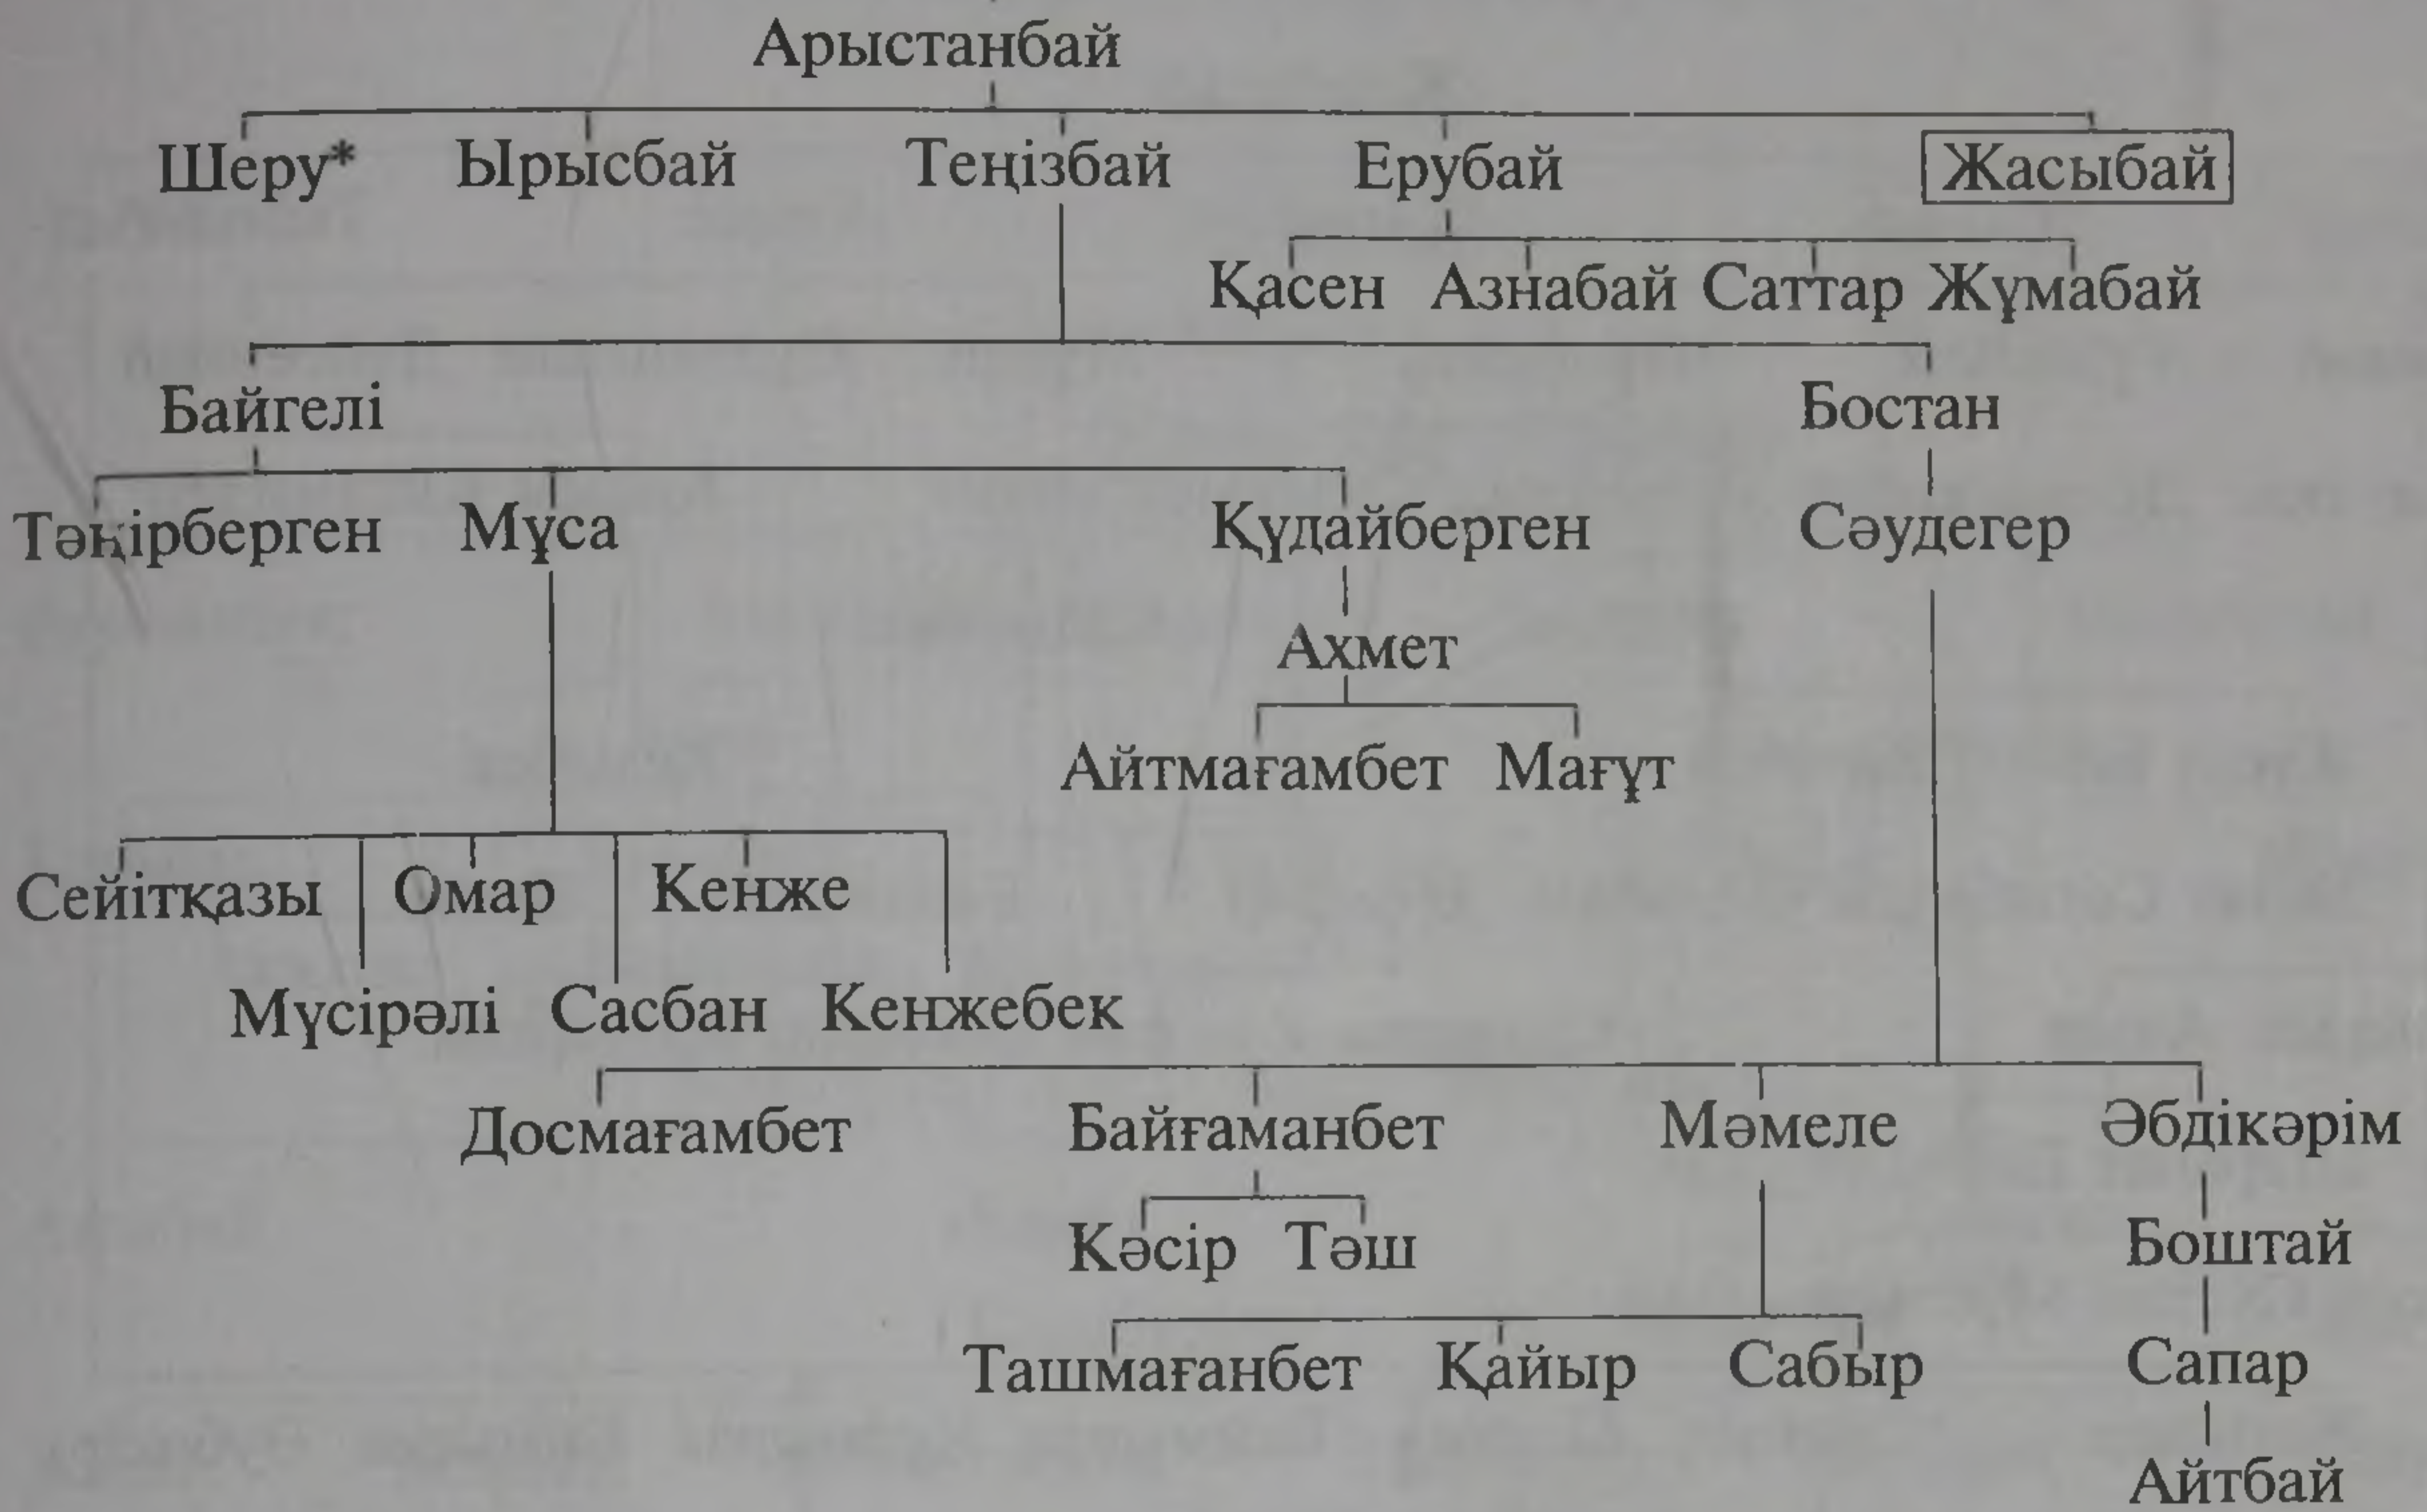 Арыстанбай
Шеру* Ырысбай Теңізбай Ерубай Жасыбай
Қасен Азнабай Саттар Жұмабай
Байгелі Бостан
Тәңірберген Мұса Құдайберген Сәудегер
Ахмет
Айтмағамбет Мағұт
Сейітқазы Омар Кенже
Мүсірәлі Сасбан Кенжебек
Досмағамбет Байғаманбет Мәмеле Әбдікәрім
Кәсір Тәш Боштай
Ташмағанбет Қайыр Сабыр Сапар
Айтбай